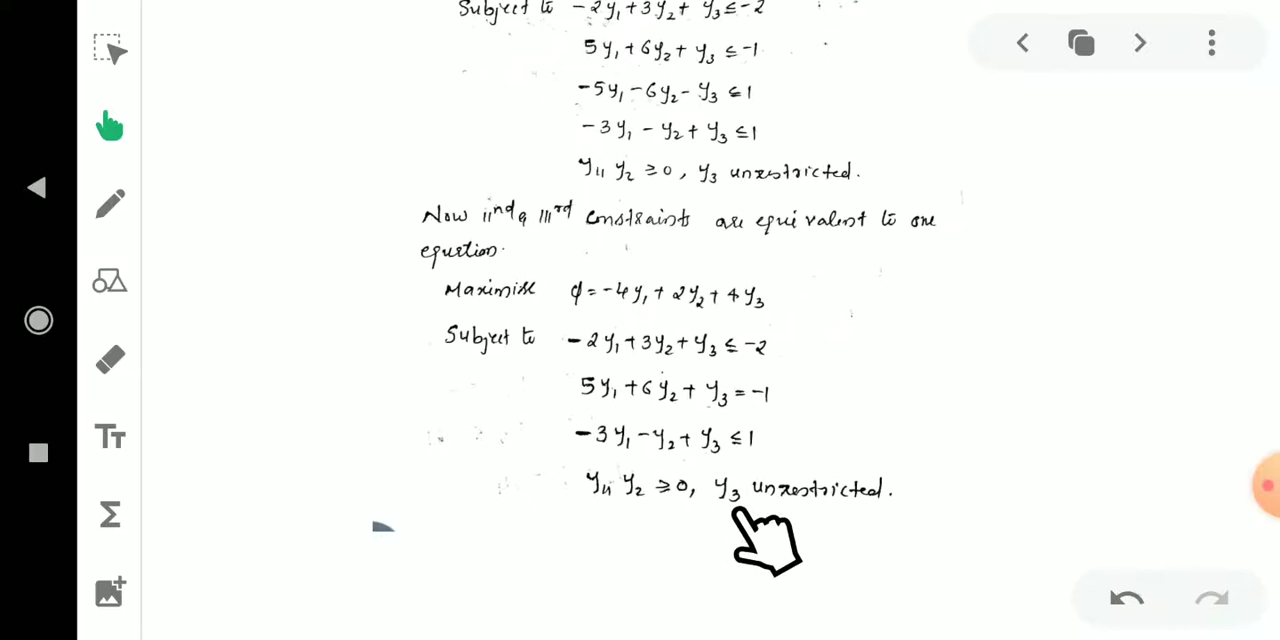 Subject to -2y₁+3y₂+y₃≤-2
5y₁+6y₂+y₃≤-1
-5y₁-6y₂-y₃≤1
-3y₁-y₂+y₃≤1
y₁, y₂≥0, y₃ unrestricted.
Now IInd & IIIrd constraints are equivalent to one
equation.
Maximise φ=-4y₁+2y₂+4y₃
Subject to -2y₁+3y₂+y₃≤-2
5y₁+6y₂+y₃=-1
-3y₁-y₂+y₃≤1
y₁, y₂≥0, y₃ unrestricted.
TT
Σ